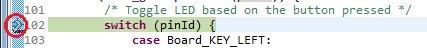 101 /* Toggle LED based on the button pressed */
102 switch (pinId) {
103 case Board_KEY_LEFT: